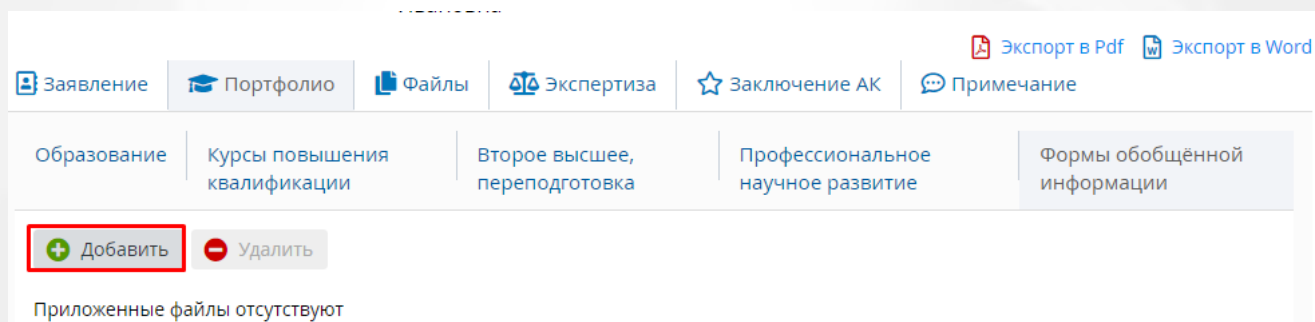 Экспорт в Pdf Экспорт в Word
Заявление Портфолио Файлы Экспертиза Заключение АК Примечание
Образование Курсы повышения Второе высшее, Профессиональное Формы обобщённой
квалификации переподготовка научное развитие информации
Добавить Удалить
Приложенные файлы отсутствуют